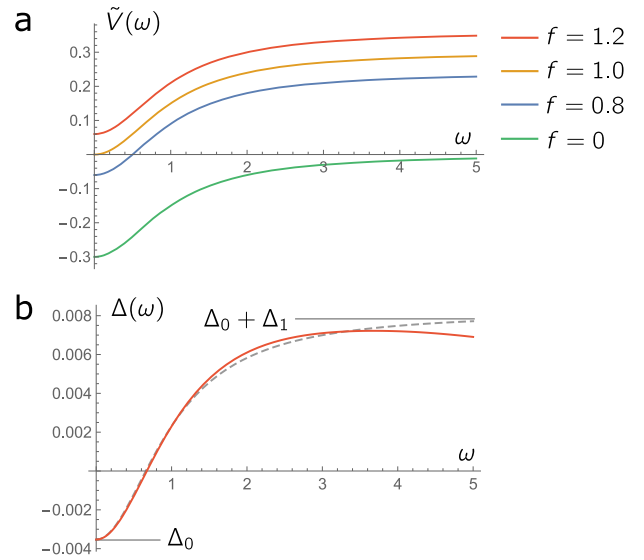 a
Ṽ(ω)
0.3
0.2
0.1
−0.1
−0.2
−0.3
1 2 3 4 5
ω
f = 1.2
f = 1.0
f = 0.8
f = 0
b
Δ(ω)
Δ₀ + Δ₁
0.008
0.006
0.004
0.002
−0.002
−0.004
1 2 3 4 5
ω
Δ₀